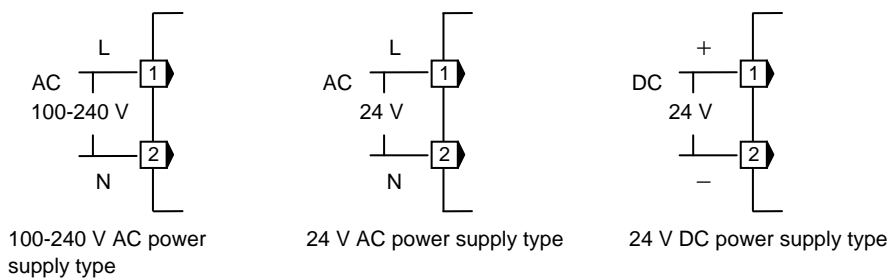 L
AC
100-240 V
N
1
2
100-240 V AC power
supply type
L
AC
24 V
N
1
2
24 V AC power supply type
+
DC
24 V
−
1
2
24 V DC power supply type